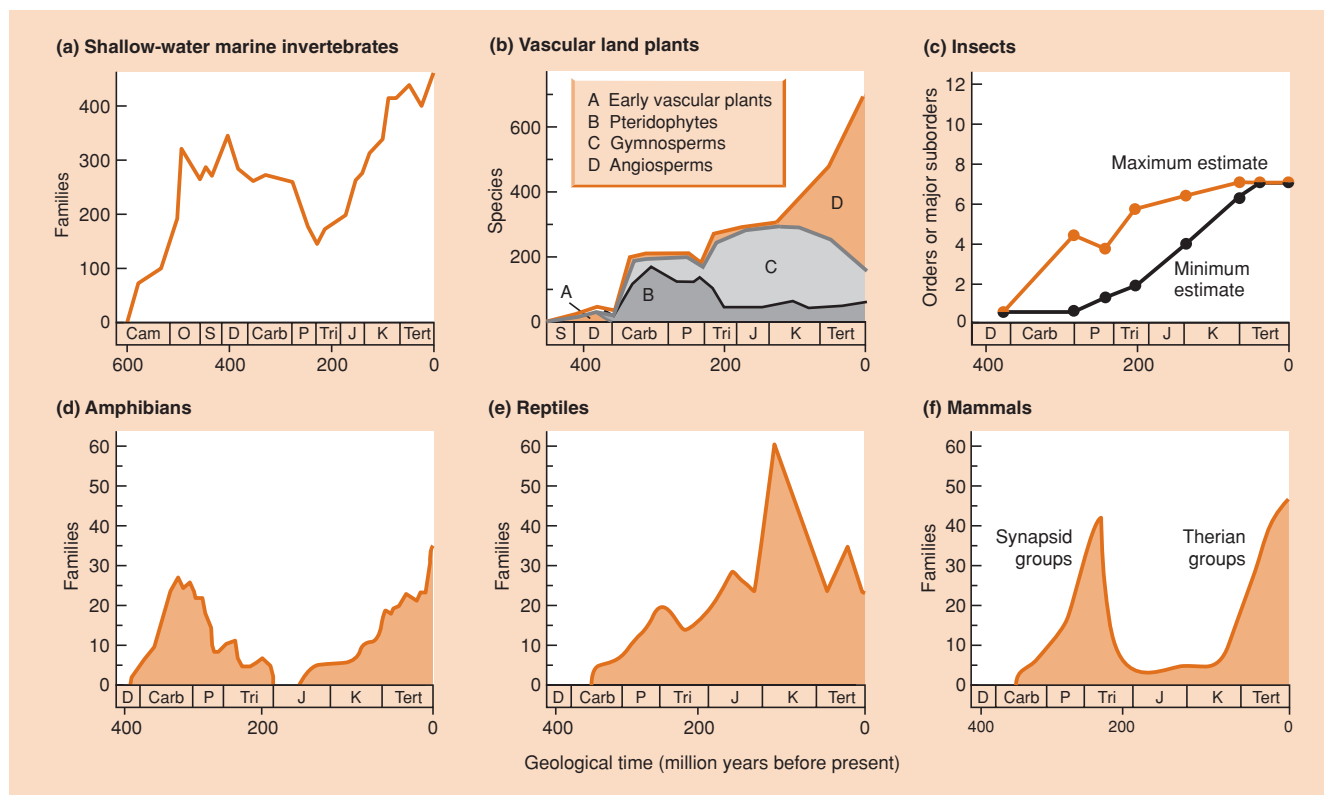 (a) Shallow-water marine invertebrates
Families
400
300
200
100
0
Cam O S D Carb P Tri J K Tert
600 400 200 0
(b) Vascular land plants
Species
600
400
200
0
A Early vascular plants
B Pteridophytes
C Gymnosperms
D Angiosperms
A
B
C
D
S D Carb P Tri J K Tert
400 200 0
(c) Insects
Orders or major suborders
12
10
8
6
4
2
0
Maximum estimate
Minimum
estimate
D Carb P Tri J K Tert
400 200 0
(d) Amphibians
Families
60
50
40
30
20
10
0
D Carb P Tri J K Tert
400 200 0
(e) Reptiles
Families
60
50
40
30
20
10
0
D Carb P Tri J K Tert
400 200 0
(f) Mammals
Families
60
50
40
30
20
10
0
Synapsid
groups
Therian
groups
D Carb P Tri J K Tert
400 200 0
Geological time (million years before present)